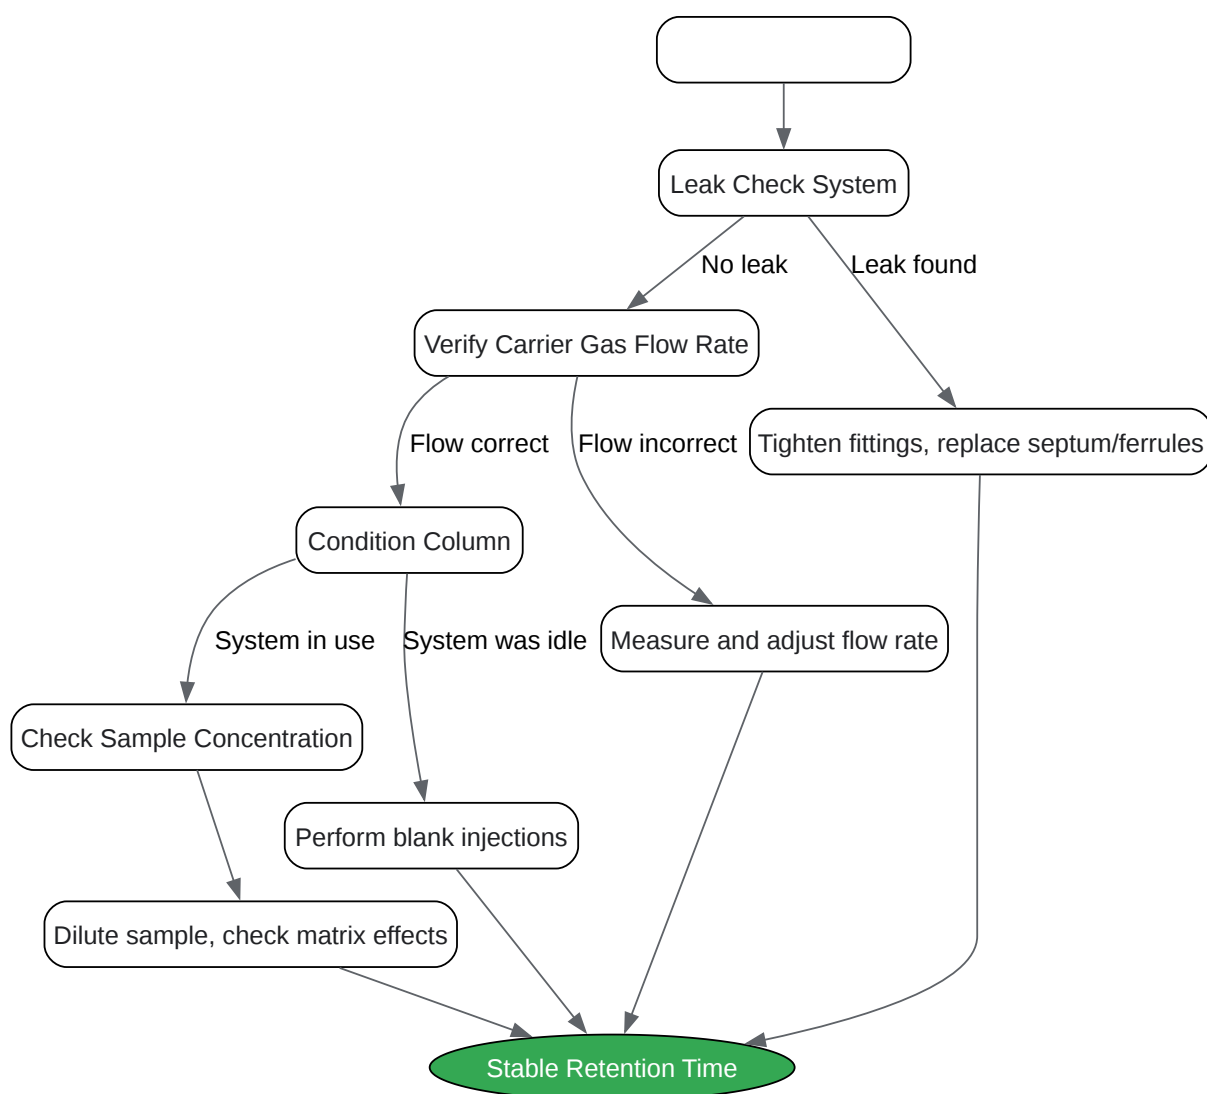 Leak Check System
No leak
Leak found
Verify Carrier Gas Flow Rate
Flow correct
Flow incorrect
Tighten fittings, replace septum/ferrules
Condition Column
System in use
System was idle
Measure and adjust flow rate
Check Sample Concentration
Perform blank injections
Dilute sample, check matrix effects
Stable Retention Time